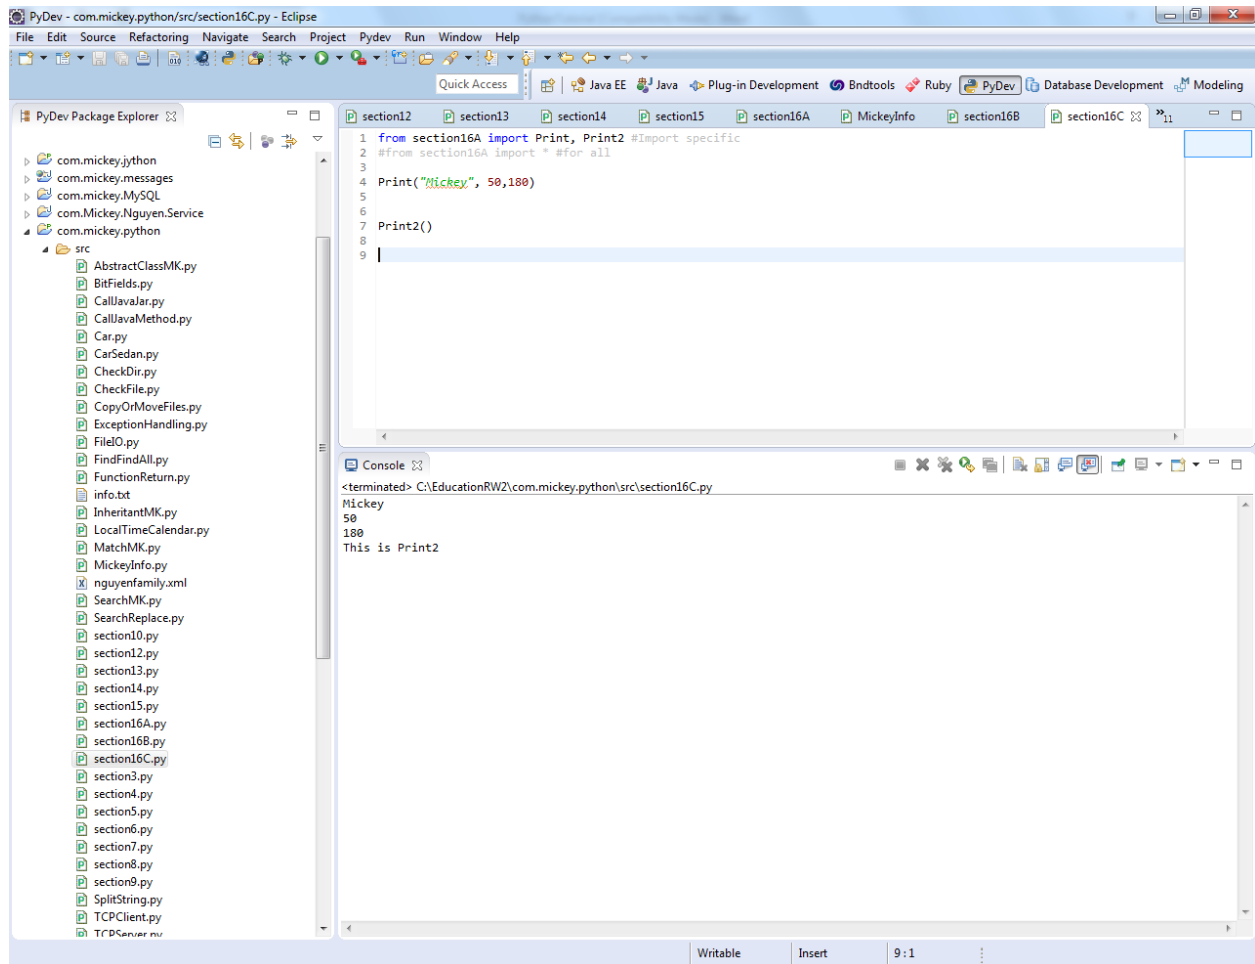 PyDev - com.mickey.python/src/section16C.py - Eclipse
File Edit Source Refactoring Navigate Search Project Pydev Run Window Help
Quick Access Java EE Java Plug-in Development Bndtools Ruby PyDev Database Development Modeling
PyDev Package Explorer
com.mickey.jython
com.mickey.messages
com.mickey.MySQL
com.Mickey.Nguyen.Service
com.mickey.python
src
AbstractClassMK.py
BitFields.py
CallJavaJar.py
CallJavaMethod.py
Car.py
CarSedan.py
CheckDir.py
CheckFile.py
CopyOrMoveFiles.py
ExceptionHandling.py
FileIO.py
FindFindAll.py
FunctionReturn.py
info.txt
InheritantMK.py
LocalTimeCalendar.py
MatchMK.py
MickeyInfo.py
nguyenfamily.xml
SearchMK.py
SearchReplace.py
section10.py
section12.py
section13.py
section14.py
section15.py
section16A.py
section16B.py
section16C.py
section3.py
section4.py
section5.py
section6.py
section7.py
section8.py
section9.py
SplitString.py
TCPClient.py
TCPServer.py
section12 section13 section14 section15 section16A MickeyInfo section16B section16C »11
1 from section16A import Print, Print2 #Import specific
2 #from section16A import * #for all
3
4 Print("Mickey", 50,180)
5
6
7 Print2()
8
9
Console
<terminated> C:\EducationRW2\com.mickey.python\src\section16C.py
Mickey
50
180
This is Print2
Writable Insert 9 : 1